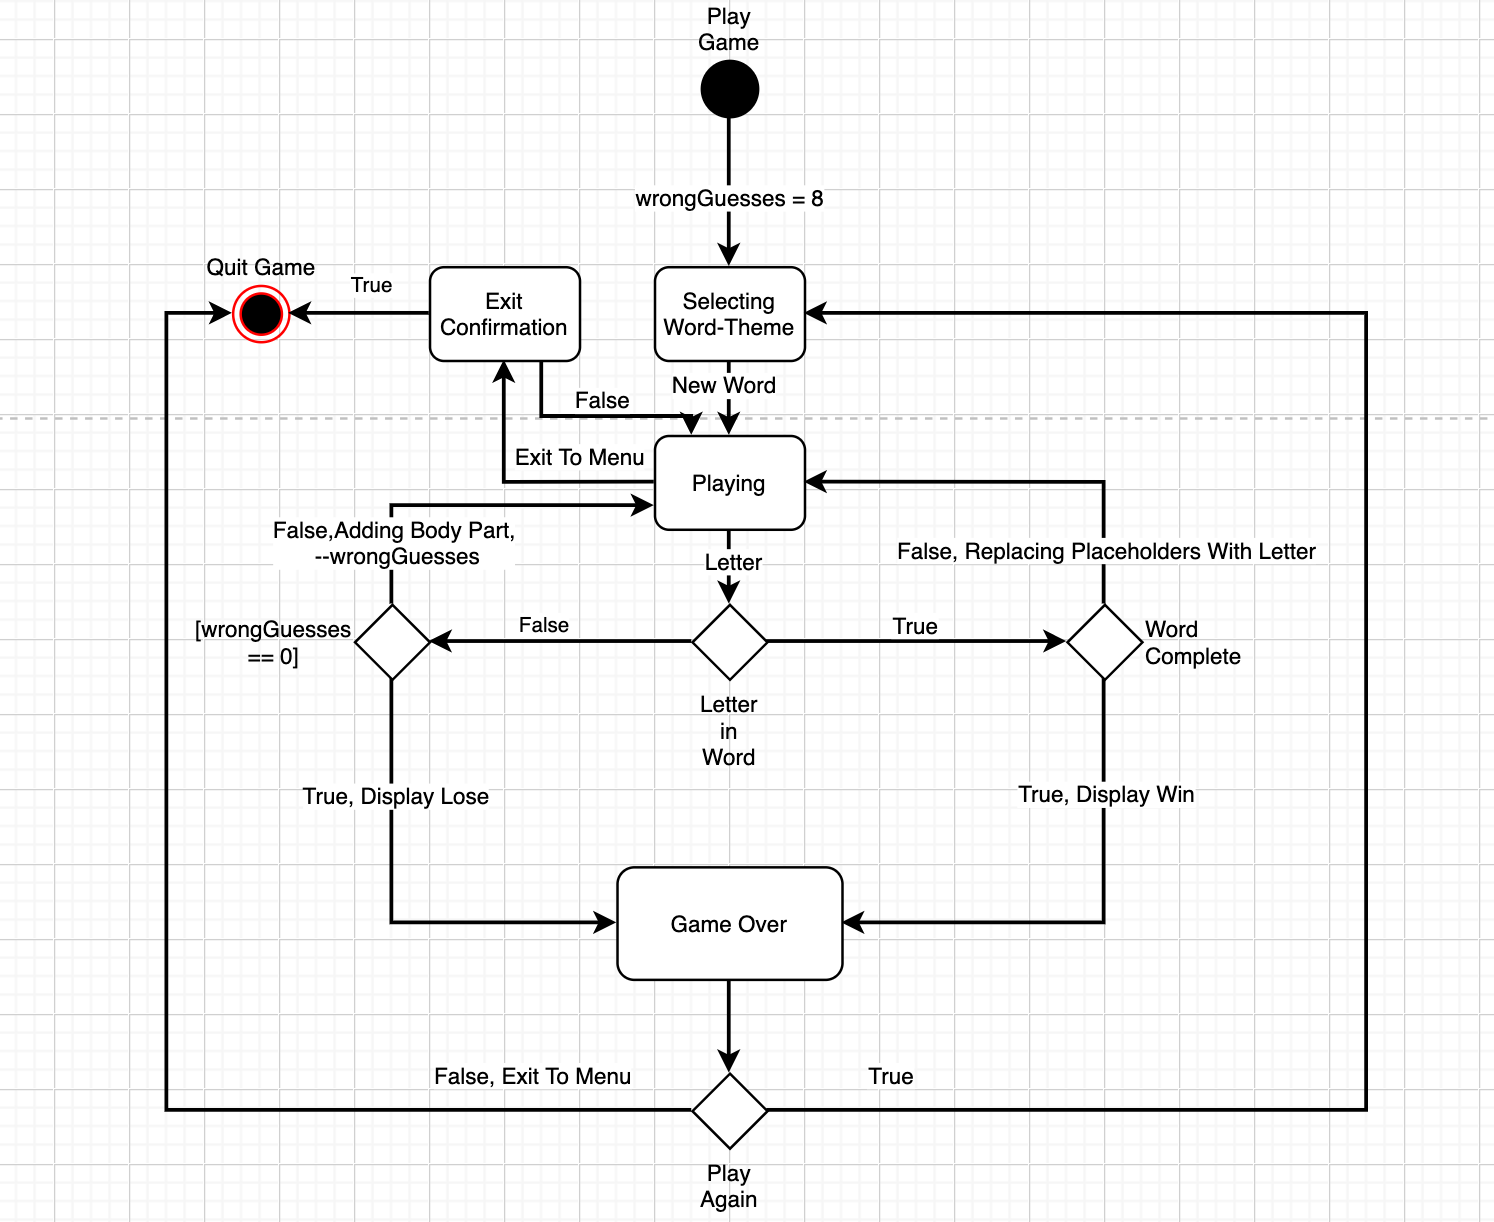 Play
Game
wrongGuesses = 8
Quit Game
True
Exit
Confirmation
Selecting
Word-Theme
New Word
False
Exit To Menu
Playing
False,Adding Body Part,
--wrongGuesses
Letter
False, Replacing Placeholders With Letter
[wrongGuesses
== 0]
False
True
Word
Complete
Letter
in
Word
True, Display Lose
True, Display Win
Game Over
False, Exit To Menu
True
Play
Again